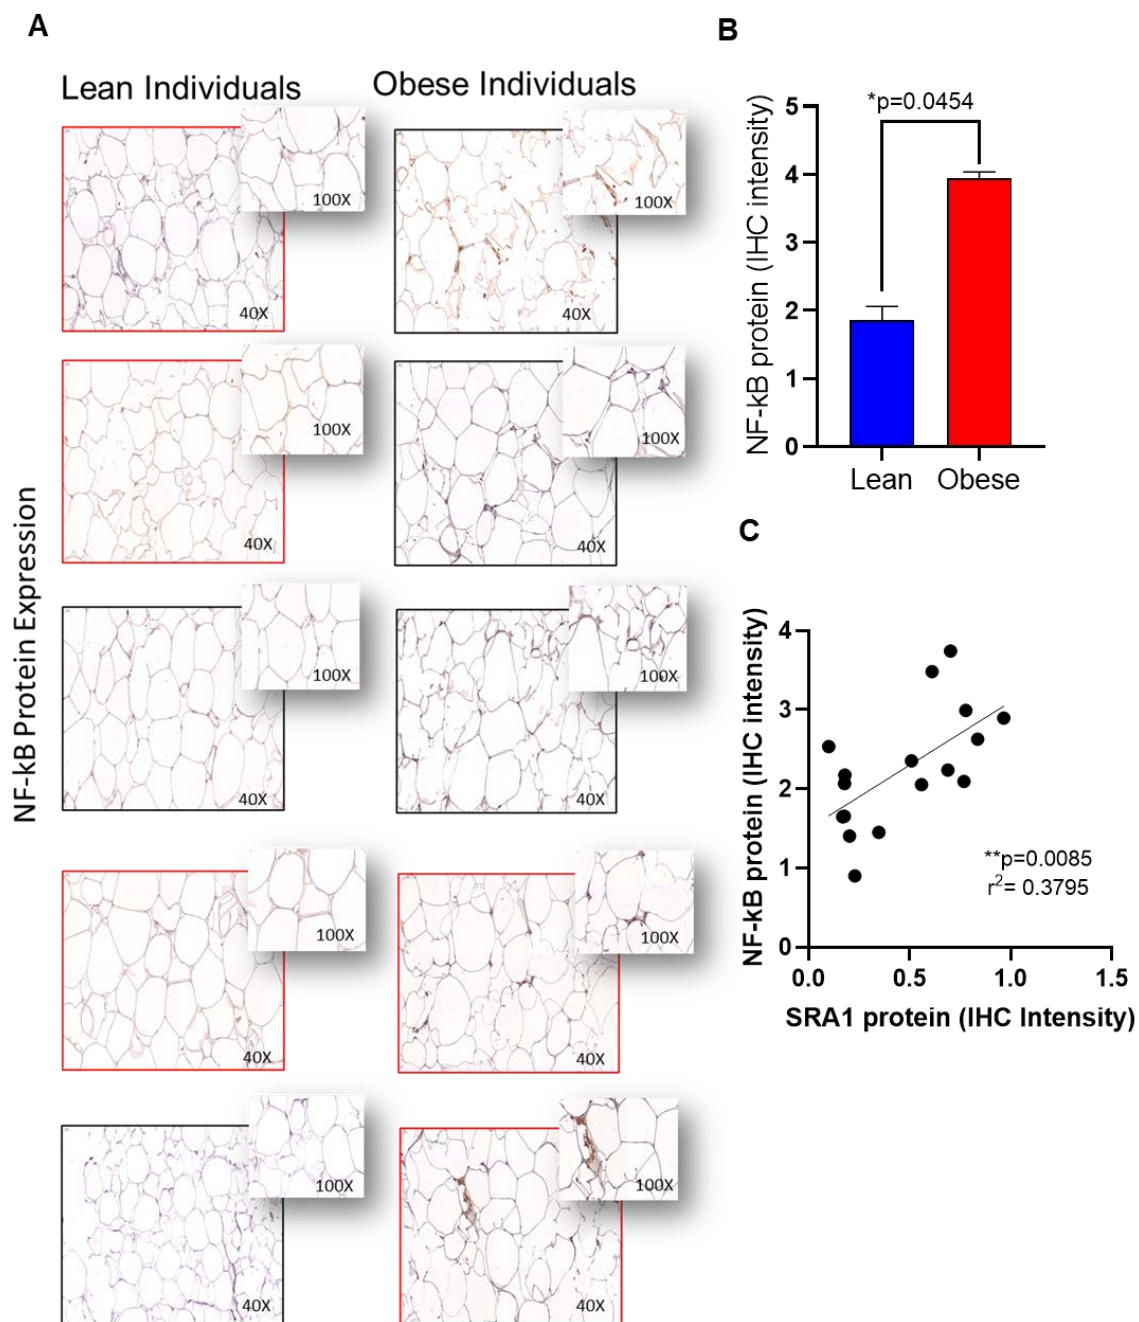 A
Lean Individuals
Obese Individuals
NF-kB Protein Expression
100X
40X
100X
40X
100X
40X
100X
40X
100X
40X
100X
40X
100X
40X
100X
40X
100X
40X
100X
40X
B
*p=0.0454
NF-kB protein (IHC intensity)
5
4
3
2
1
0
Lean
Obese
C
NF-kB protein (IHC intensity)
4
3
2
1
0
**p=0.0085
r²= 0.3795
0.0
0.5
1.0
1.5
SRA1 protein (IHC Intensity)